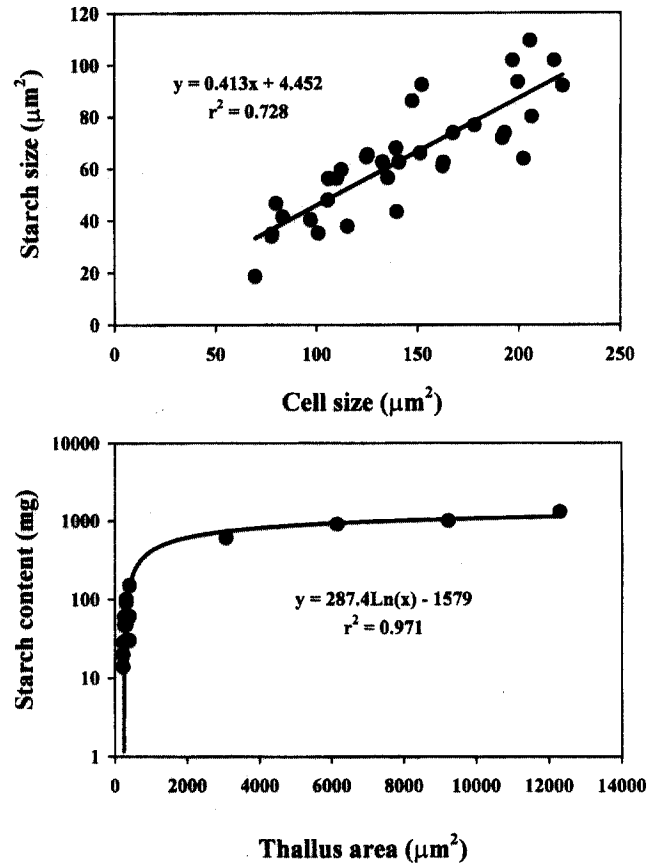 120
100
80
60
40
20
0
Starch size (μm²)
y = 0.413x + 4.452
r² = 0.728
0 50 100 150 200 250
Cell size (μm²)
10000
1000
100
10
1
Starch content (mg)
y = 287.4Ln(x) - 1579
r² = 0.971
0 2000 4000 6000 8000 10000 12000 14000
Thallus area (μm²)